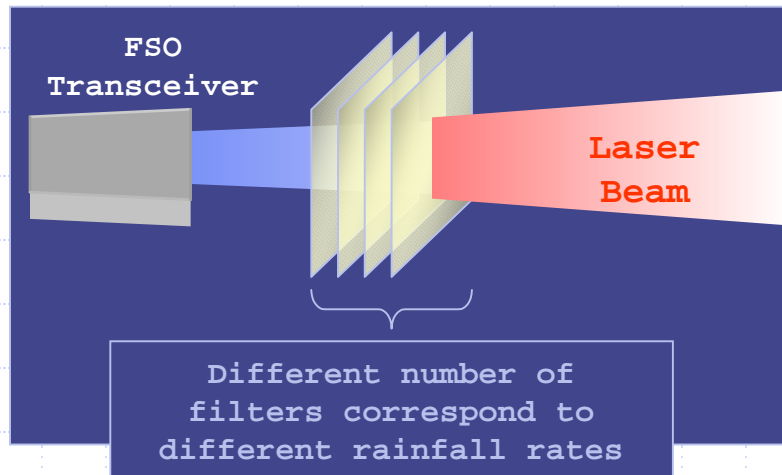 FSO
Transceiver
Laser
Beam
Different number of
filters correspond to
different rainfall rates